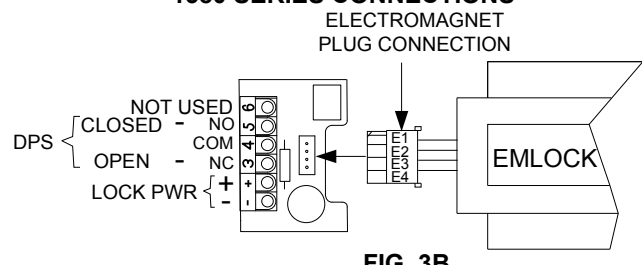 ELECTROMAGNET
PLUG CONNECTION
NOT USED 6
DPS CLOSED - NO 5
COM 4
OPEN - NC 3
LOCK PWR + +
- -
E1
E2
E3
E4
EMLOCK